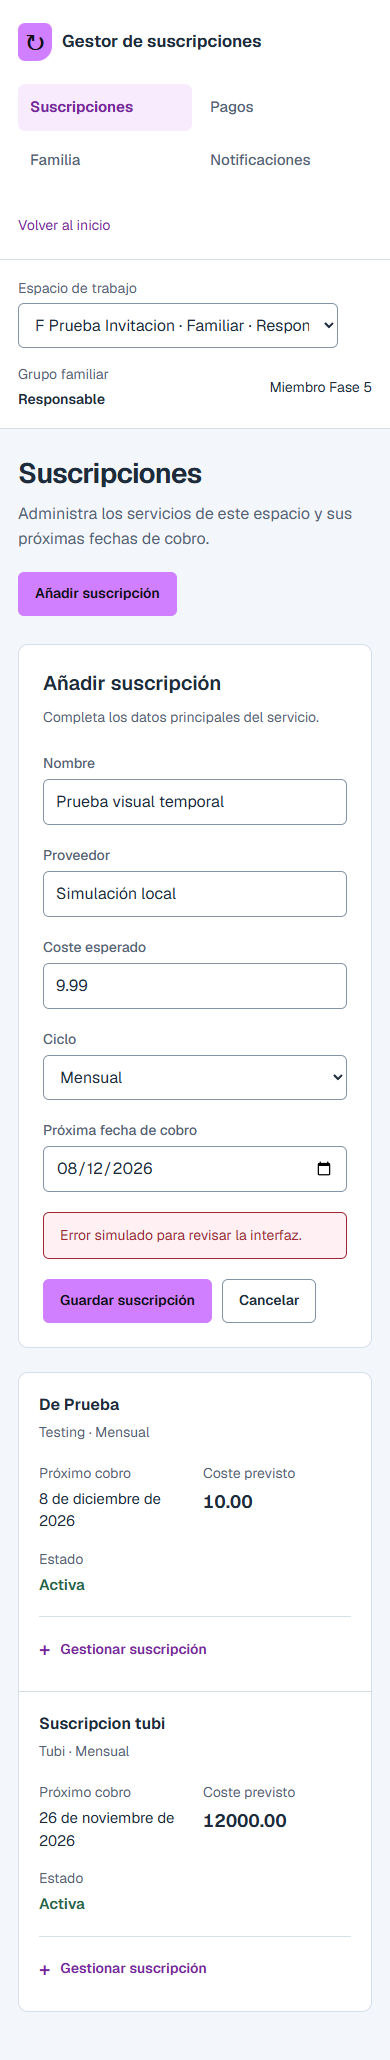 Gestor de suscripciones
Suscripciones
Pagos
Familia
Notificaciones
Volver al inicio
Espacio de trabajo
F Prueba Invitacion · Familiar · Respon
Grupo familiar
Responsable
Miembro Fase 5
Suscripciones
Administra los servicios de este espacio y sus
próximas fechas de cobro.
Añadir suscripción
Añadir suscripción
Completa los datos principales del servicio.
Nombre
Prueba visual temporal
Proveedor
Simulación local
Coste esperado
9.99
Ciclo
Mensual
Próxima fecha de cobro
08/12/2026
Error simulado para revisar la interfaz.
Guardar suscripción
Cancelar
De Prueba
Testing · Mensual
Próximo cobro
8 de diciembre de
2026
Coste previsto
10.00
Estado
Activa
+ Gestionar suscripción
Suscripcion tubi
Tubi · Mensual
Próximo cobro
26 de noviembre de
2026
Coste previsto
12000.00
Estado
Activa
+ Gestionar suscripción